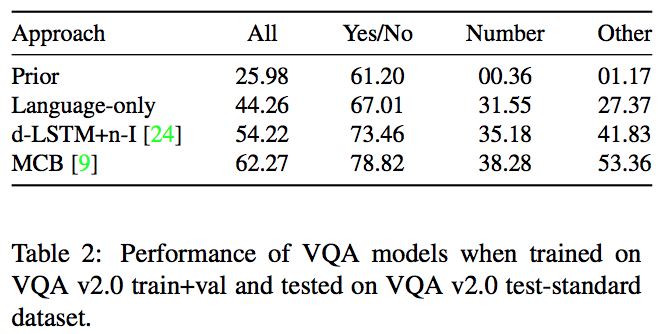 Approach All Yes/No Number Other
Prior 25.98 61.20 00.36 01.17
Language-only 44.26 67.01 31.55 27.37
d-LSTM+n-I [24] 54.22 73.46 35.18 41.83
MCB [9] 62.27 78.82 38.28 53.36
Table 2: Performance of VQA models when trained on
VQA v2.0 train+val and tested on VQA v2.0 test-standard
dataset.